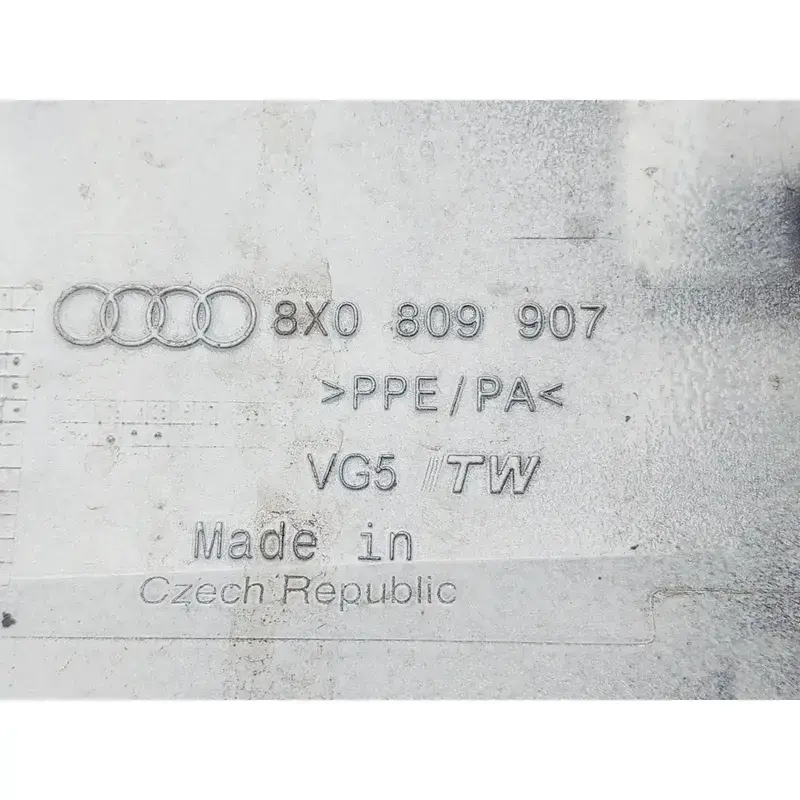 8X0 809 907
>PPE/PA<
VG5 //TW
Made in
Czech Republic